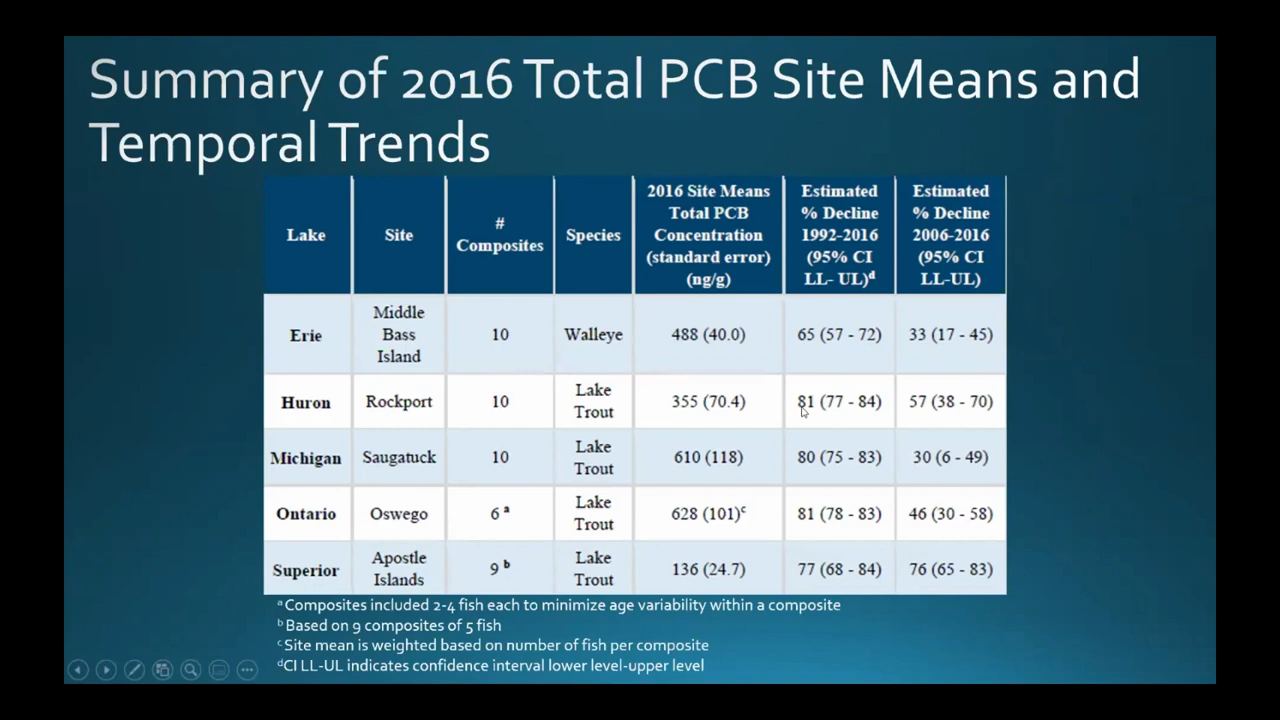 Summary of 2016 Total PCB Site Means and
Temporal Trends
Lake
Site
#
Composites
Species
2016 Site Means
Total PCB
Concentration
(standard error)
(ng/g)
Estimated
% Decline
1992-2016
(95% CI
LL- UL)ᵈ
Estimated
% Decline
2006-2016
(95% CI
LL-UL)
Erie
Middle
Bass
Island
10
Walleye
488 (40.0)
65 (57 - 72)
33 (17 - 45)
Huron
Rockport
10
Lake
Trout
355 (70.4)
81 (77 - 84)
57 (38 - 70)
Michigan
Saugatuck
10
Lake
Trout
610 (118)
80 (75 - 83)
30 (6 - 49)
Ontario
Oswego
6 ᵃ
Lake
Trout
628 (101)ᶜ
81 (78 - 83)
46 (30 - 58)
Superior
Apostle
Islands
9 ᵇ
Lake
Trout
136 (24.7)
77 (68 - 84)
76 (65 - 83)
ᵃ Composites included 2-4 fish each to minimize age variability within a composite
ᵇ Based on 9 composites of 5 fish
ᶜ Site mean is weighted based on number of fish per composite
ᵈCI LL-UL indicates confidence interval lower level-upper level